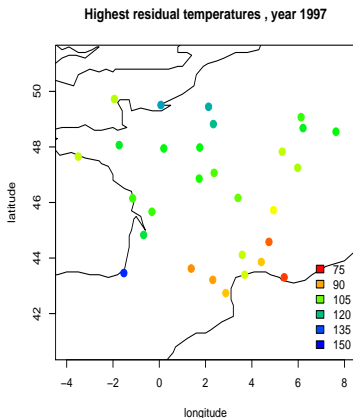 Highest residual temperatures , year 1997
latitude
50
48
46
44
42
75
90
105
120
135
150
−4 −2 0 2 4 6 8
longitude